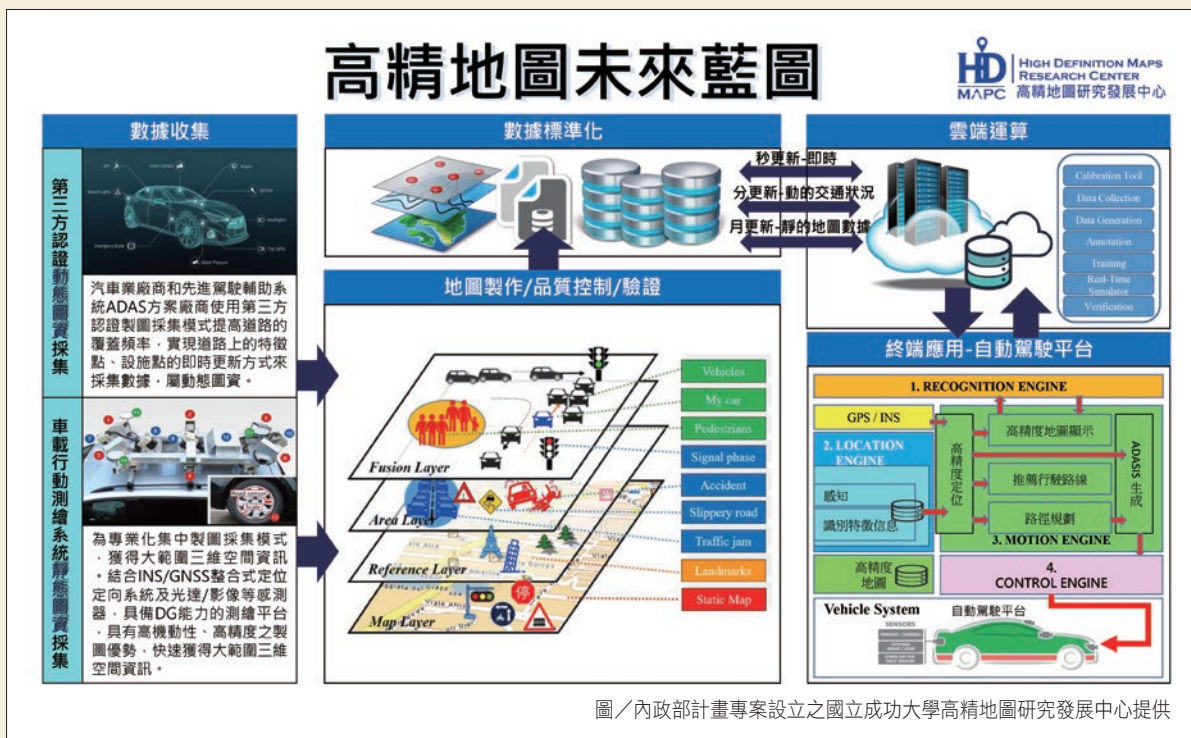 高精地圖未來藍圖
HD
MAPC
HIGH DEFINITION MAPS
RESEARCH CENTER
高精地圖研究發展中心
數據收集
第三方認證動態圖資採集
Wipers
Ignition
Headlights
Fog Lights
Brake Pressure
Emergency Brake
Hazard Lights
汽車業廠商和先進駕駛輔助系
統ADAS方案廠商使用第三方
認證製圖採集模式提高道路的
覆蓋頻率，實現道路上的特徵
點、設施點的即時更新方式來
採集數據，屬動態圖資。
車載行動測繪系統靜態圖資採集
為專業化集中製圖採集模式
，獲得大範圍三維空間資訊
。結合INS/GNSS整合式定位
定向系統及光達/影像等感測
器，具備DG能力的測繪平台
，具有高機動性、高精度之製
圖優勢，快速獲得大範圍三維
空間資訊。
數據標準化
秒更新-即時
分更新-動的交通狀況
月更新-靜的地圖數據
地圖製作/品質控制/驗證
Vehicles
My car
Pedestrians
Signal phase
Accident
Slippery road
Traffic jam
Landmarks
Static Map
Fusion Layer
Area Layer
Reference Layer
Map Layer
停
雲端運算
Calibration Tool
Data Collection
Data Generation
Annotation
Training
Real-Time
Simulator
Verification
終端應用-自動駕駛平台
1. RECOGNITION ENGINE
GPS / INS
2. LOCATION
ENGINE
感知
識別特徵信息
高精度定位
高精度地圖顯示
推薦行駛路線
路徑規劃
ADASIS 生成
3. MOTION ENGINE
高精度
地圖
4.
CONTROL ENGINE
Vehicle System
自動駕駛平台
SENSORS
圖／內政部計畫專案設立之國立成功大學高精地圖研究發展中心提供